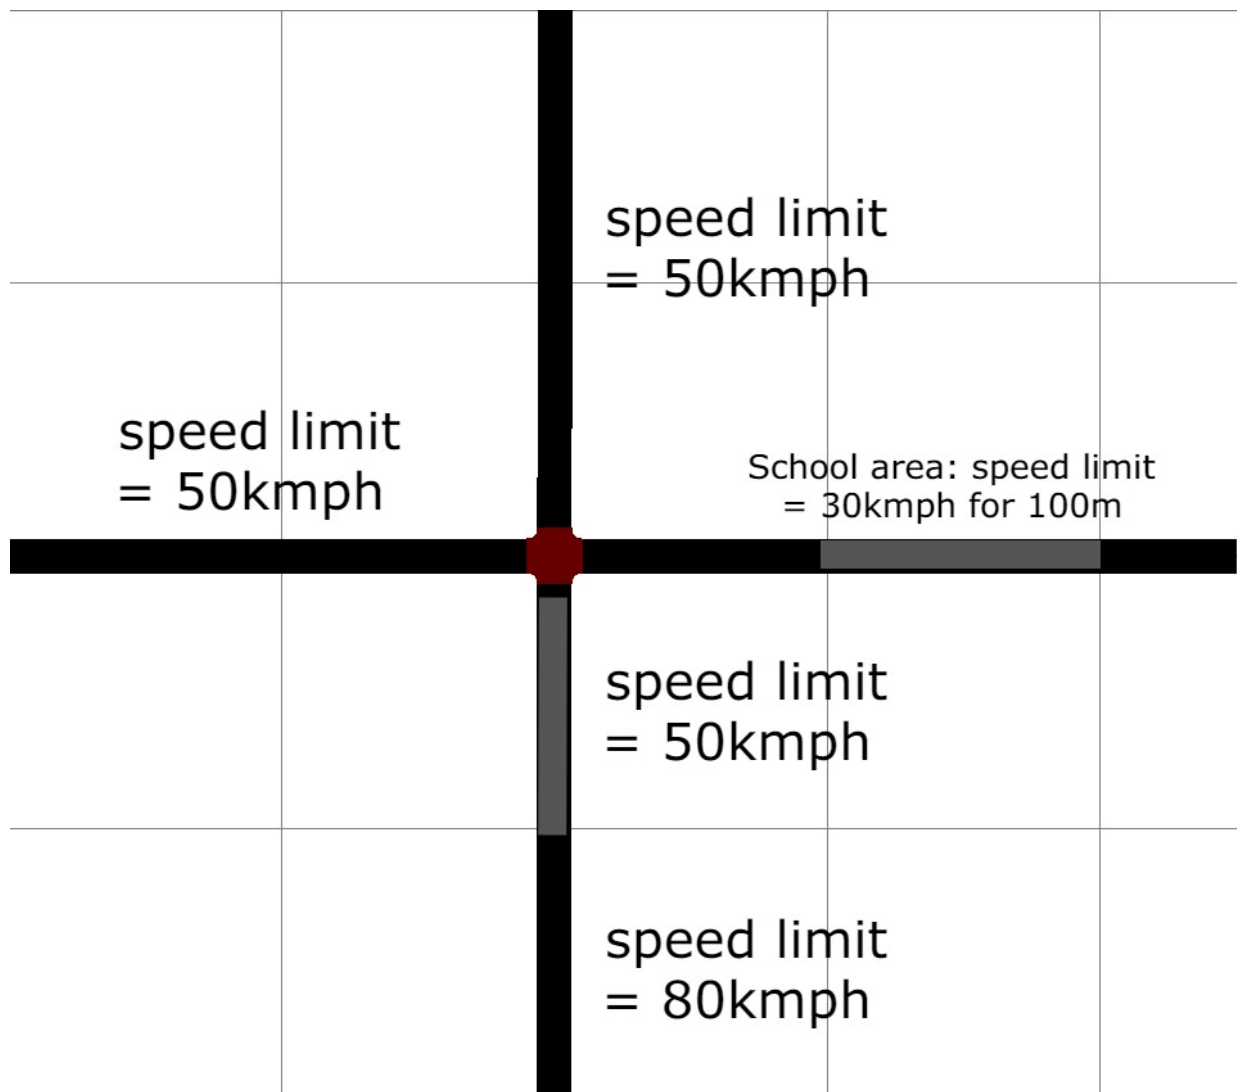 speed limit
= 50kmph
speed limit
= 50kmph
School area: speed limit
= 30kmph for 100m
speed limit
= 50kmph
speed limit
= 80kmph